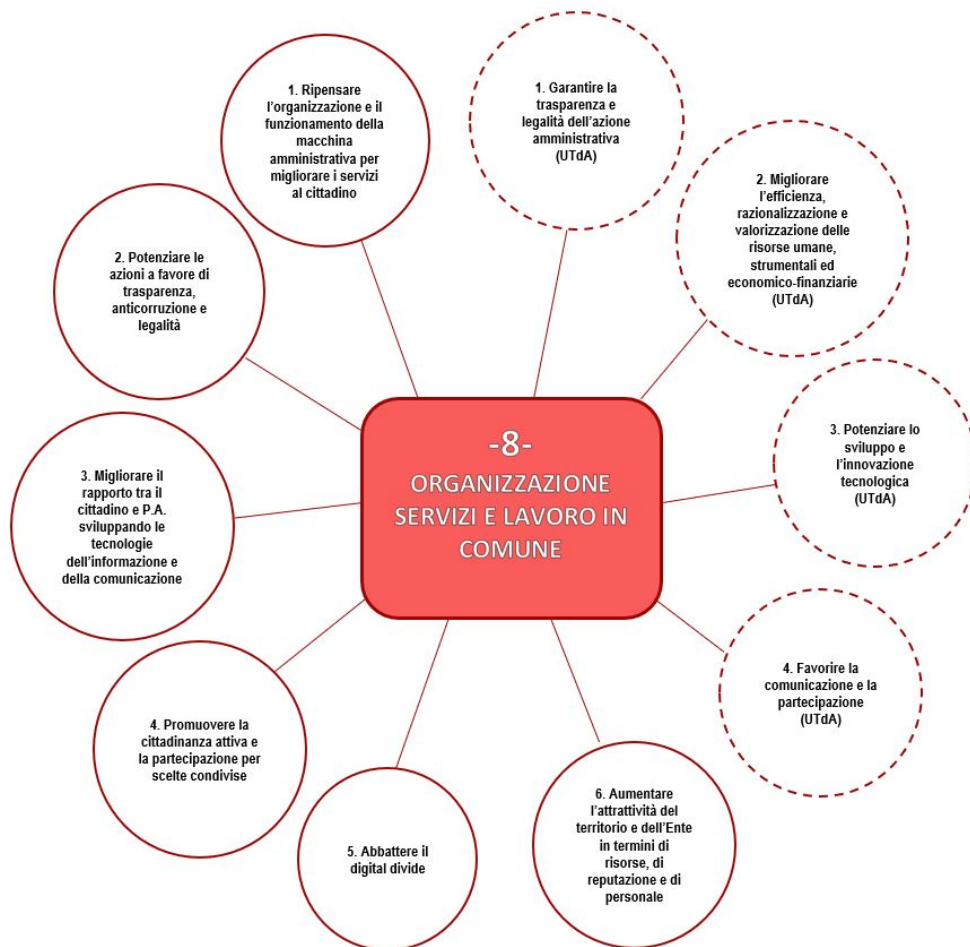 1. Ripensare
l'organizzazione e il
funzionamento della
macchina
amministrativa per
migliorare i servizi
al cittadino
1. Garantire la
trasparenza e
legalità dell'azione
amministrativa
(UTdA)
2. Migliorare
l'efficienza,
razionalizzazione e
valorizzazione delle
risorse umane,
strumentali ed
economico-finanziarie
(UTdA)
2. Potenziare le
azioni a favore di
trasparenza,
anticorruzione e
legalità
-8-
ORGANIZZAZIONE
SERVIZI E LAVORO IN
COMUNE
3. Potenziare lo
sviluppo e
l'innovazione
tecnologica
(UTdA)
3. Migliorare il
rapporto tra il
cittadino e P.A.
sviluppando le
tecnologie
dell'informazione e
della comunicazione
4. Favorire la
comunicazione e la
partecipazione
(UTdA)
4. Promuovere la
cittadinanza attiva e
la partecipazione per
scelte condivise
5. Abbattere il
digital divide
6. Aumentare
l'attrattività del
territorio e dell'Ente
in termini di
risorse, di
reputazione e di
personale